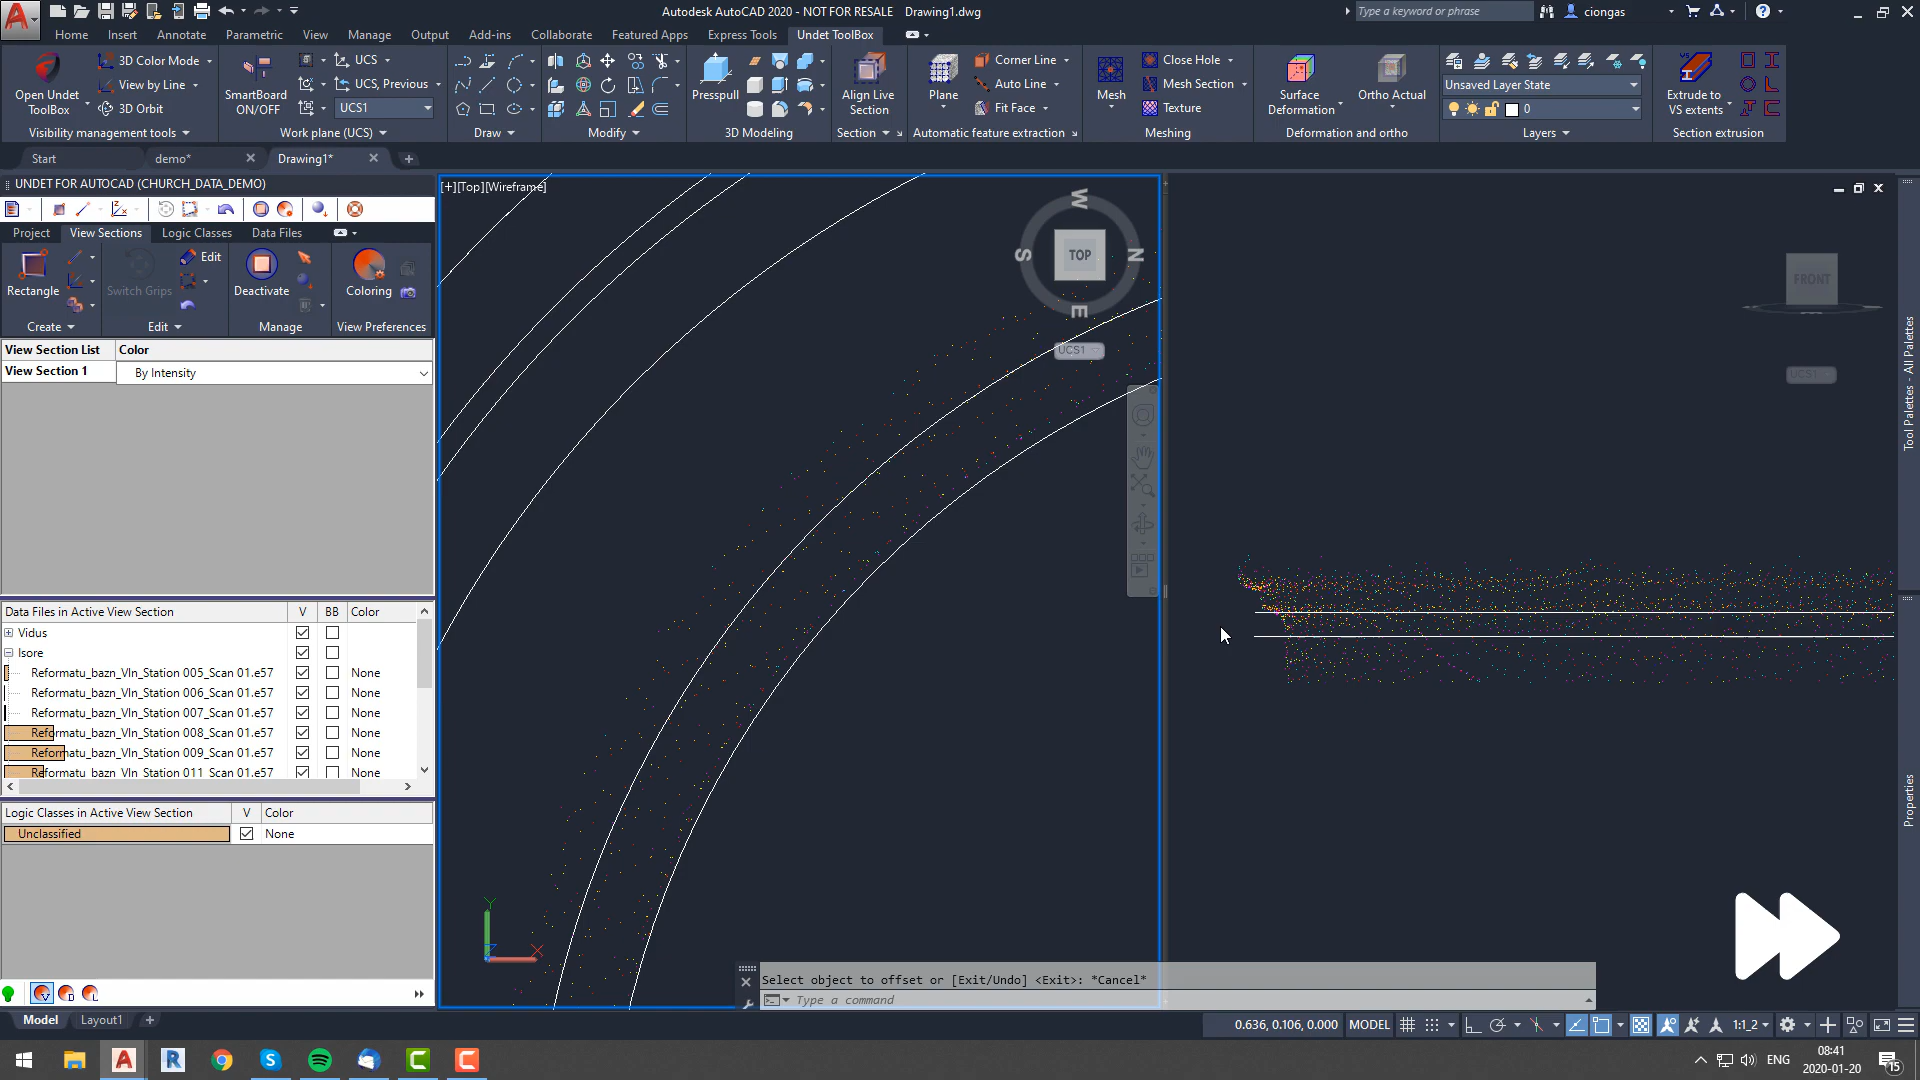 Autodesk AutoCAD 2020 - NOT FOR RESALE Drawing1.dwg
Type a keyword or phrase
ciongas
Home Insert Annotate Parametric View Manage Output Add-ins Collaborate Featured Apps Express Tools Undet ToolBox
Open Undet
ToolBox
3D Color Mode
View by Line
3D Orbit
Visibility management tools
SmartBoard
ON/OFF
UCS
UCS, Previous
UCS1
Work plane (UCS)
Draw
Modify
Presspull
3D Modeling
Align Live
Section
Section
Plane
Corner Line
Auto Line
Fit Face
Automatic feature extraction
Mesh
Close Hole
Mesh Section
Texture
Meshing
Surface
Deformation
Ortho Actual
Deformation and ortho
Unsaved Layer State
0
Layers
Extrude to
VS extents
Section extrusion
Start demo* Drawing1*
UNDET FOR AUTOCAD (CHURCH_DATA_DEMO)
Project View Sections Logic Classes Data Files
Rectangle
Create
Switch Grips
Edit
Edit
Deactivate
Manage
Coloring
View Preferences
View Section List Color
View Section 1 By Intensity
Data Files in Active View Section V BB Color
Vidus
Isore
Reformatu_bazn_Vln_Station 005_Scan 01.e57 None
Reformatu_bazn_Vln_Station 006_Scan 01.e57 None
Reformatu_bazn_Vln_Station 007_Scan 01.e57 None
Reformatu_bazn_Vln_Station 008_Scan 01.e57 None
Reformatu_bazn_Vln_Station 009_Scan 01.e57 None
Reformatu_bazn_Vln_Station 011_Scan 01.e57 None
Logic Classes in Active View Section V Color
Unclassified None
[+][Top][Wireframe]
W
S TOP N
E
UCS1
Y
X
FRONT
UCS1
Tool Palettes - All Palettes
Properties
Select object to offset or [Exit/Undo] <Exit>: *Cancel*
Type a command
Model Layout1
0.636, 0.106, 0.000 MODEL 1:1_2
ENG
08:41
2020-01-20
15